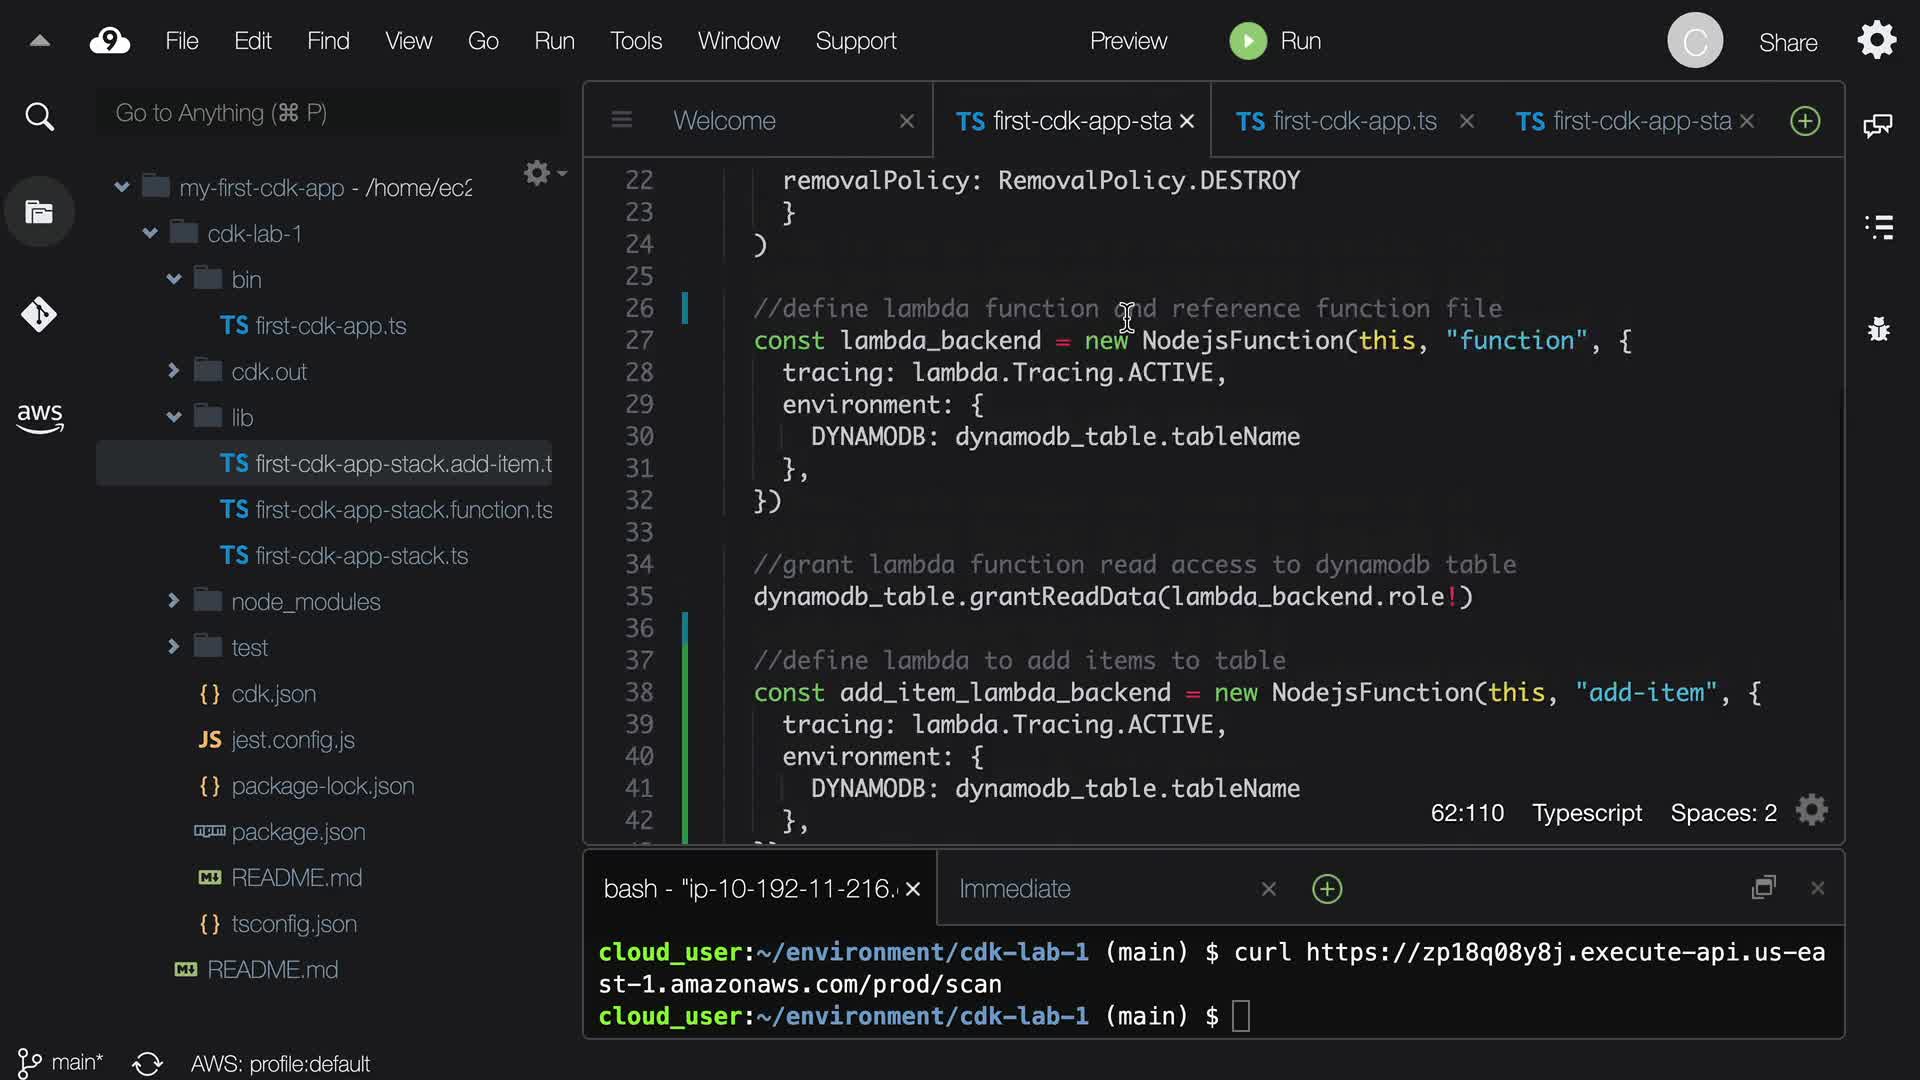 9 File Edit Find View Go Run Tools Window Support Preview Run C Share
Go to Anything (⌘ P)
Welcome
TS first-cdk-app-sta
TS first-cdk-app.ts
TS first-cdk-app-sta
my-first-cdk-app - /home/ec2
cdk-lab-1
bin
TS first-cdk-app.ts
cdk.out
lib
TS first-cdk-app-stack.add-item.t
TS first-cdk-app-stack.function.ts
TS first-cdk-app-stack.ts
node_modules
test
{} cdk.json
JS jest.config.js
{} package-lock.json
npm package.json
M↓ README.md
{} tsconfig.json
M↓ README.md
aws
22 removalPolicy: RemovalPolicy.DESTROY
23 }
24 )
25
26 //define lambda function and reference function file
27 const lambda_backend = new NodejsFunction(this, "function", {
28 tracing: lambda.Tracing.ACTIVE,
29 environment: {
30 DYNAMODB: dynamodb_table.tableName
31 },
32 })
33
34 //grant lambda function read access to dynamodb table
35 dynamodb_table.grantReadData(lambda_backend.role!)
36
37 //define lambda to add items to table
38 const add_item_lambda_backend = new NodejsFunction(this, "add-item", {
39 tracing: lambda.Tracing.ACTIVE,
40 environment: {
41 DYNAMODB: dynamodb_table.tableName
42 },
62:110 Typescript Spaces: 2
bash - "ip-10-192-11-216.
Immediate
cloud_user:~/environment/cdk-lab-1 (main) $ curl https://zp18q08y8j.execute-api.us-ea
st-1.amazonaws.com/prod/scan
cloud_user:~/environment/cdk-lab-1 (main) $
main* AWS: profile:default